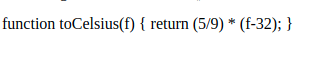 function toCelsius(f) { return (5/9) * (f-32); }